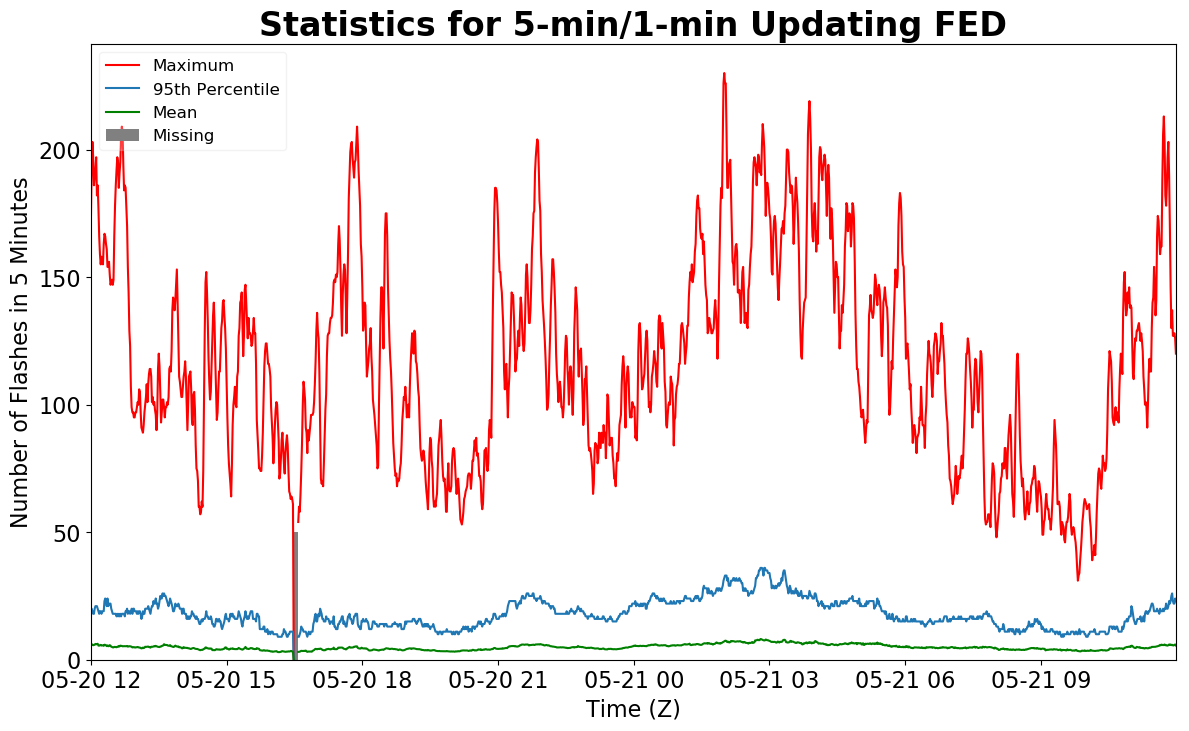 Statistics for 5-min/1-min Updating FED
Maximum
95th Percentile
Mean
Missing
Number of Flashes in 5 Minutes
200
150
100
50
0
05-20 12 05-20 15 05-20 18 05-20 21 05-21 00 05-21 03 05-21 06 05-21 09
Time (Z)